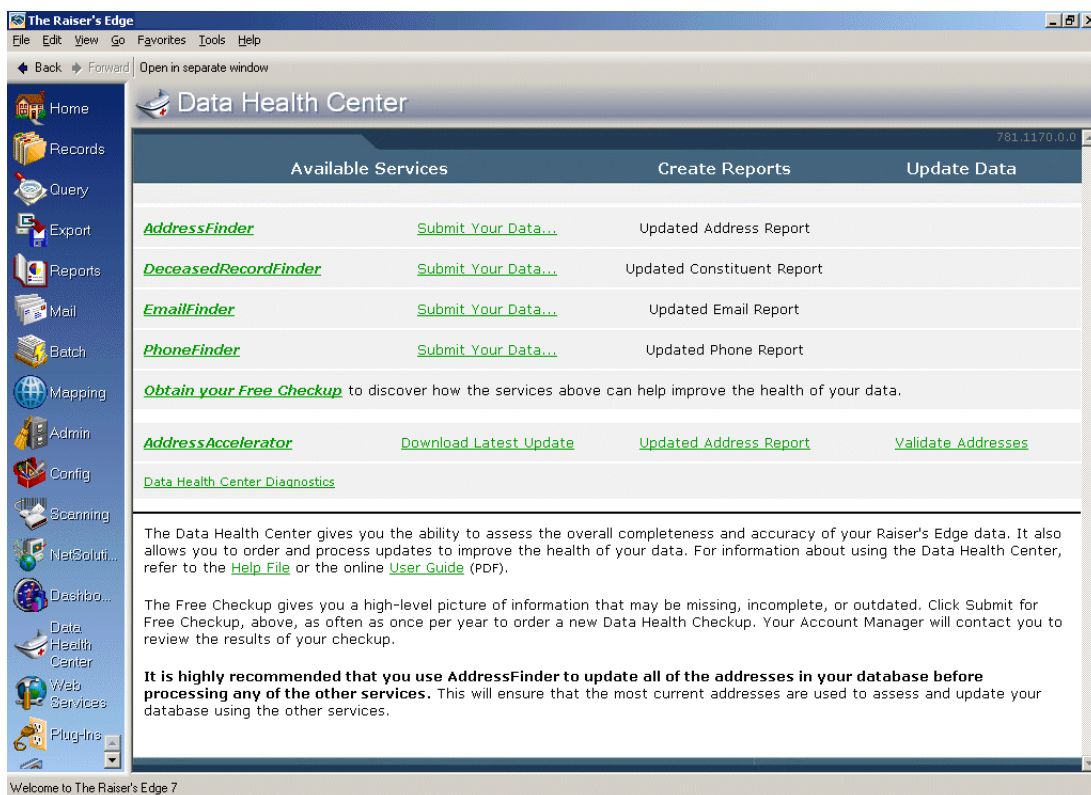 The Raiser's Edge
File Edit View Go Favorites Tools Help
Back Forward Open in separate window
Home
Records
Query
Export
Reports
Mail
Batch
Mapping
Admin
Config
Scanning
NetSoluti...
Dashbo...
Data
Health
Center
Web
Services
Plug-Ins
Data Health Center
781.1170.0.0
Available Services Create Reports Update Data
AddressFinder Submit Your Data... Updated Address Report
DeceasedRecordFinder Submit Your Data... Updated Constituent Report
EmailFinder Submit Your Data... Updated Email Report
PhoneFinder Submit Your Data... Updated Phone Report
Obtain your Free Checkup to discover how the services above can help improve the health of your data.
AddressAccelerator Download Latest Update Updated Address Report Validate Addresses
Data Health Center Diagnostics
The Data Health Center gives you the ability to assess the overall completeness and accuracy of your Raiser's Edge data. It also
allows you to order and process updates to improve the health of your data. For information about using the Data Health Center,
refer to the Help File or the online User Guide (PDF).
The Free Checkup gives you a high-level picture of information that may be missing, incomplete, or outdated. Click Submit for
Free Checkup, above, as often as once per year to order a new Data Health Checkup. Your Account Manager will contact you to
review the results of your checkup.
It is highly recommended that you use AddressFinder to update all of the addresses in your database before
processing any of the other services. This will ensure that the most current addresses are used to assess and update your
database using the other services.
Welcome to The Raiser's Edge 7